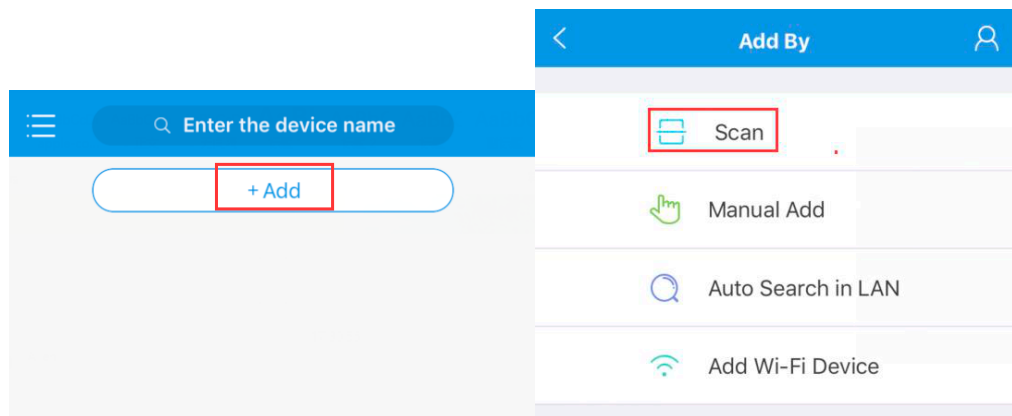 Enter the device name
+ Add
Add By
Scan
Manual Add
Auto Search in LAN
Add Wi-Fi Device